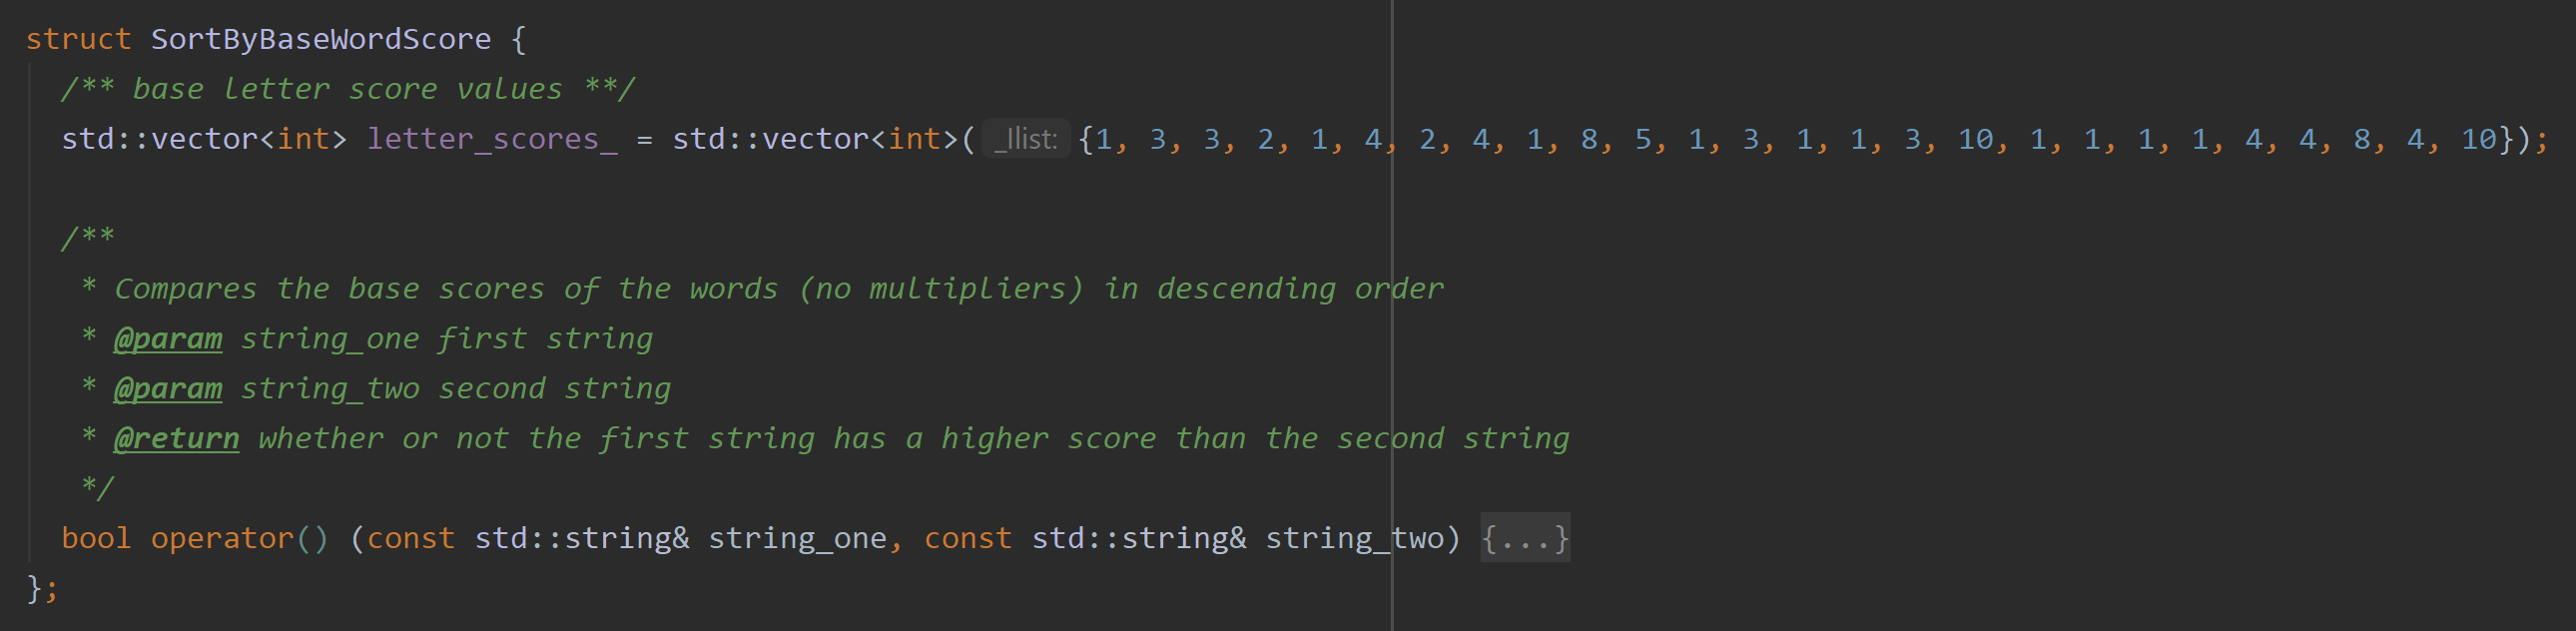 struct SortByBaseWordScore {
/** base letter score values **/
std::vector<int> letter_scores_ = std::vector<int>( _Ilist: {1, 3, 3, 2, 1, 4, 2, 4, 1, 8, 5, 1, 3, 1, 1, 3, 10, 1, 1, 1, 1, 4, 4, 8, 4, 10});
/**
* Compares the base scores of the words (no multipliers) in descending order
* @param string_one first string
* @param string_two second string
* @return whether or not the first string has a higher score than the second string
*/
bool operator() (const std::string& string_one, const std::string& string_two) {...}
};